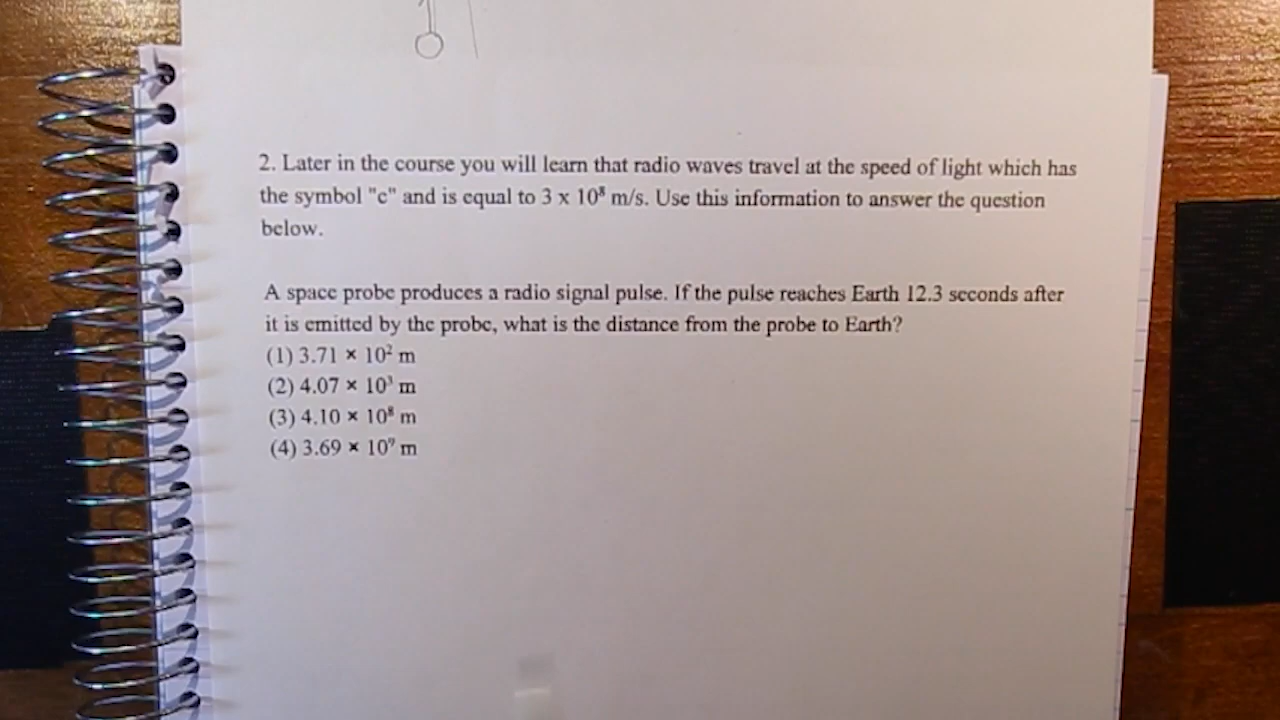 2. Later in the course you will learn that radio waves travel at the speed of light which has
the symbol "c" and is equal to 3 x 10⁸ m/s. Use this information to answer the question
below.
A space probe produces a radio signal pulse. If the pulse reaches Earth 12.3 seconds after
it is emitted by the probe, what is the distance from the probe to Earth?
(1) 3.71 × 10² m
(2) 4.07 × 10³ m
(3) 4.10 × 10⁸ m
(4) 3.69 × 10⁹ m